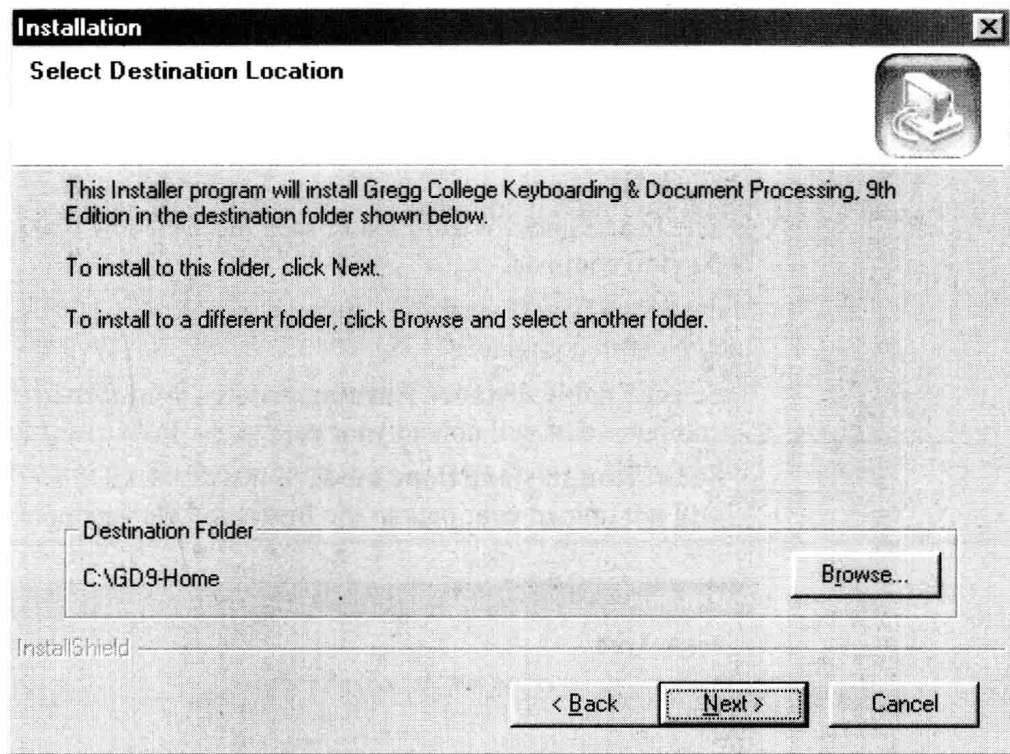 Installation
Select Destination Location
This Installer program will install Gregg College Keyboarding & Document Processing, 9th
Edition in the destination folder shown below.
To install to this folder, click Next.
To install to a different folder, click Browse and select another folder.
Destination Folder
C:\GD9-Home
Browse...
InstallShield
< Back
Next >
Cancel